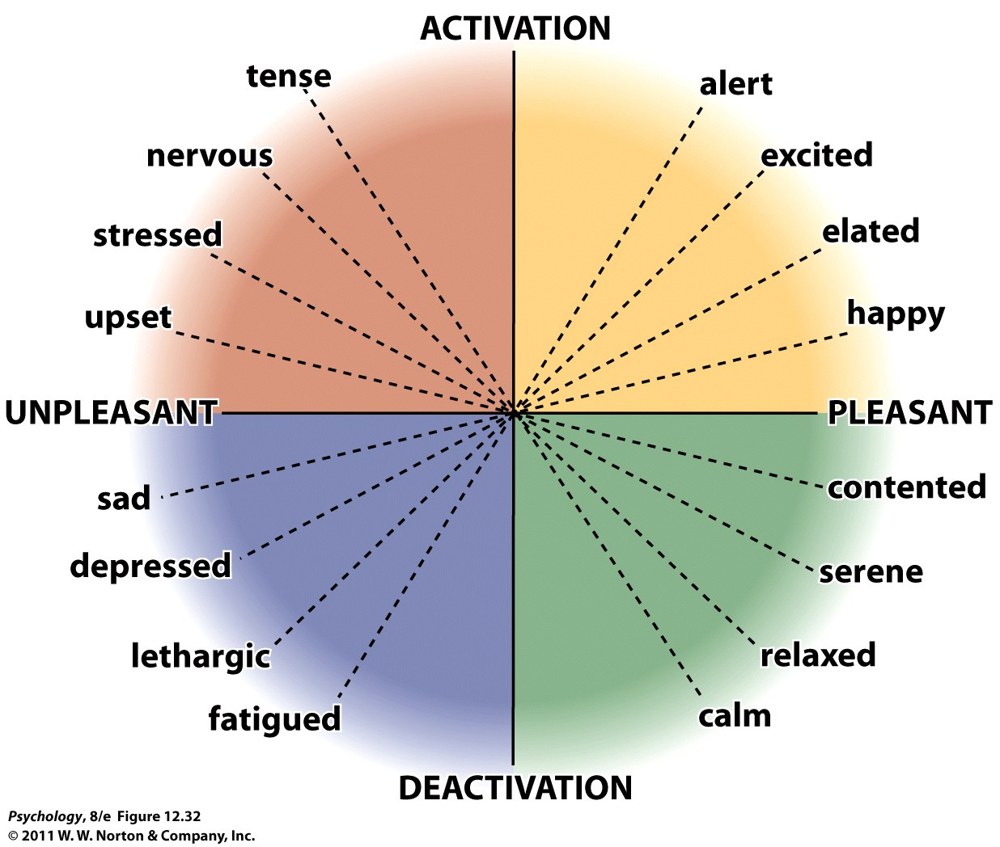 ACTIVATION
tense
alert
nervous
excited
stressed
elated
upset
happy
UNPLEASANT
PLEASANT
sad
contented
depressed
serene
lethargic
relaxed
fatigued
calm
DEACTIVATION
Psychology, 8/e Figure 12.32
© 2011 W. W. Norton & Company, Inc.